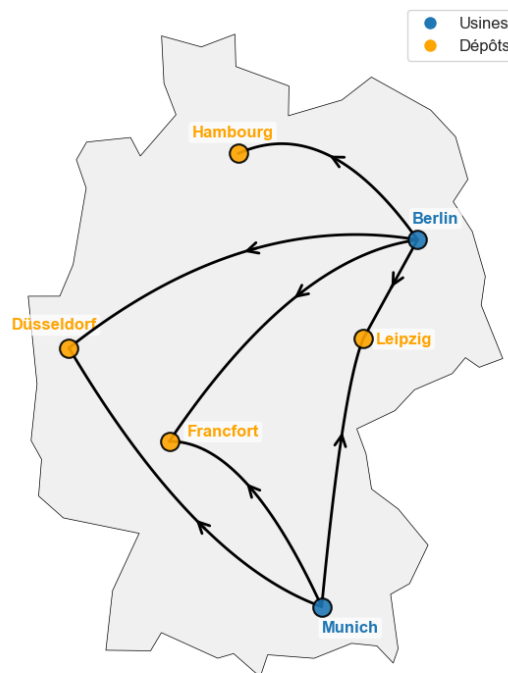 Usines
Dépôts
Hambourg
Berlin
Düsseldorf
Leipzig
Francfort
Munich